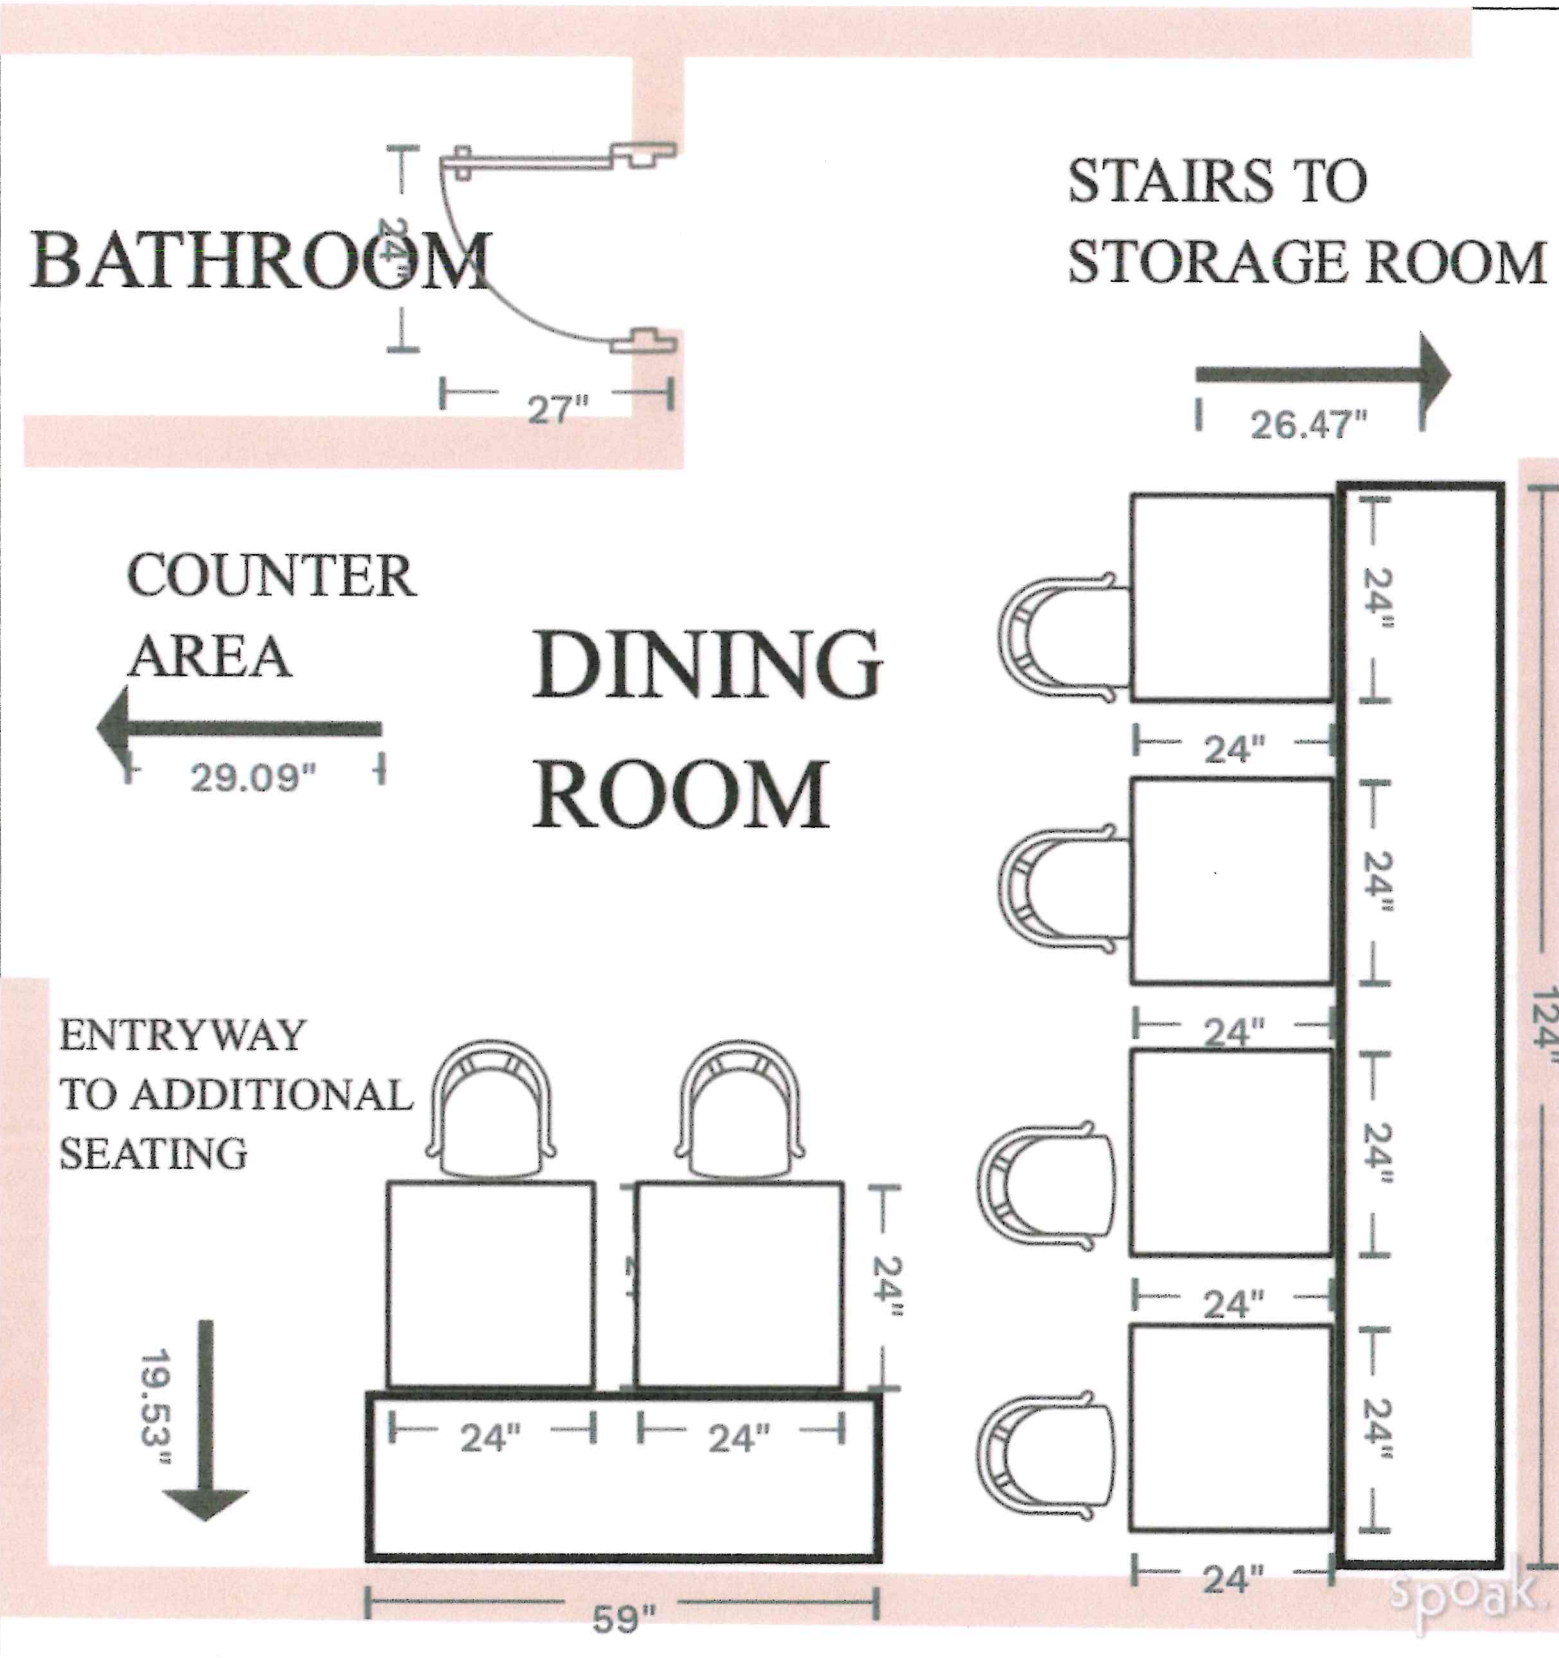 BATHROOM
24"
27"
STAIRS TO
STORAGE ROOM
26.47"
COUNTER
AREA
29.09"
DINING
ROOM
24"
24"
24"
24"
124"
24"
24"
24"
24"
ENTRYWAY
TO ADDITIONAL
SEATING
19.53"
24"
24"
24"
59"
spoak.